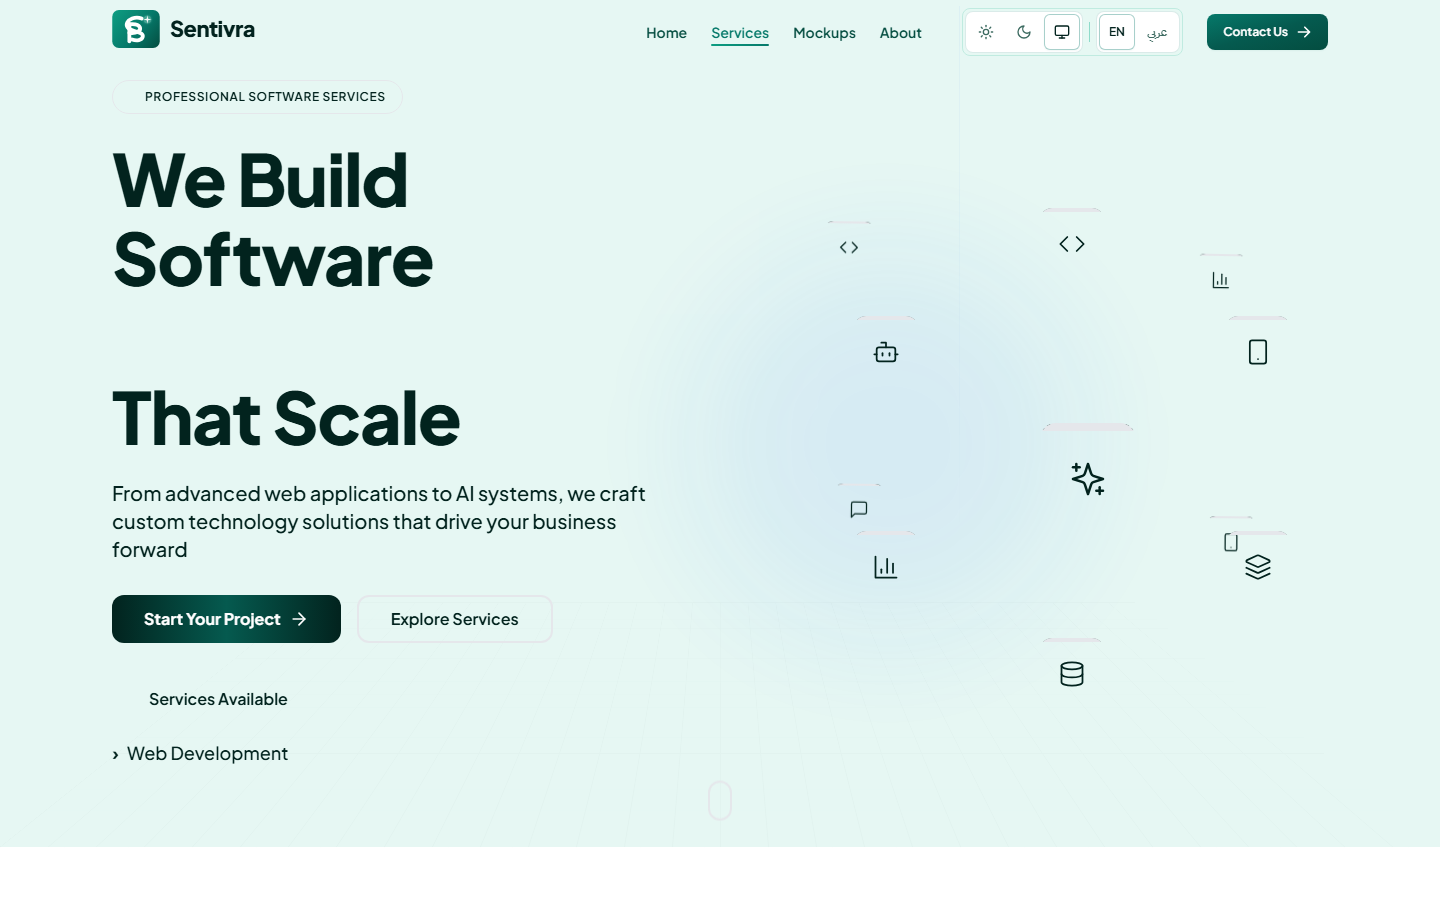 Sentivra
Home
Services
Mockups
About
EN
عربي
Contact Us
PROFESSIONAL SOFTWARE SERVICES
We Build
Software
That Scale
From advanced web applications to AI systems, we craft
custom technology solutions that drive your business
forward
Start Your Project
Explore Services
Services Available
› Web Development